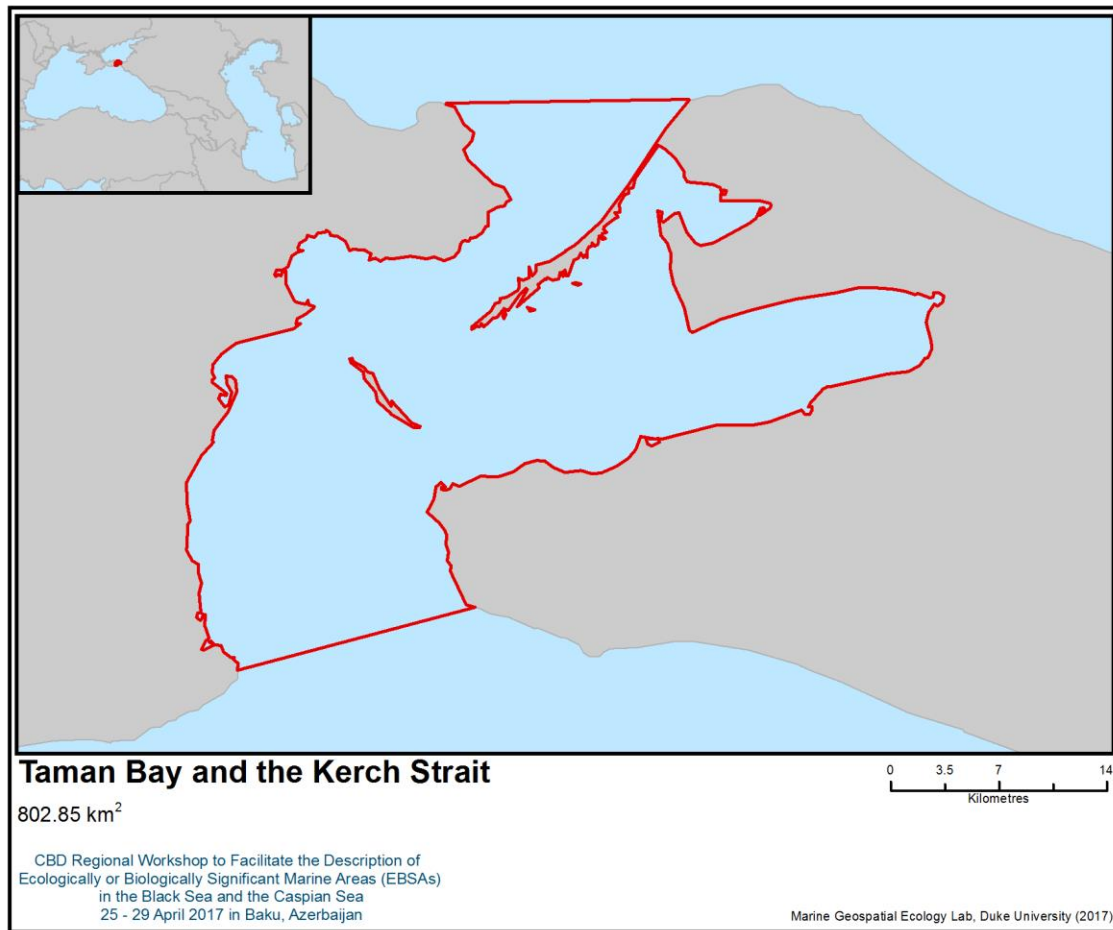 Taman Bay and the Kerch Strait
802.85 km²
0 3.5 7 14
Kilometres
CBD Regional Workshop to Facilitate the Description of
Ecologically or Biologically Significant Marine Areas (EBSAs)
in the Black Sea and the Caspian Sea
25 - 29 April 2017 in Baku, Azerbaijan
Marine Geospatial Ecology Lab, Duke University (2017)